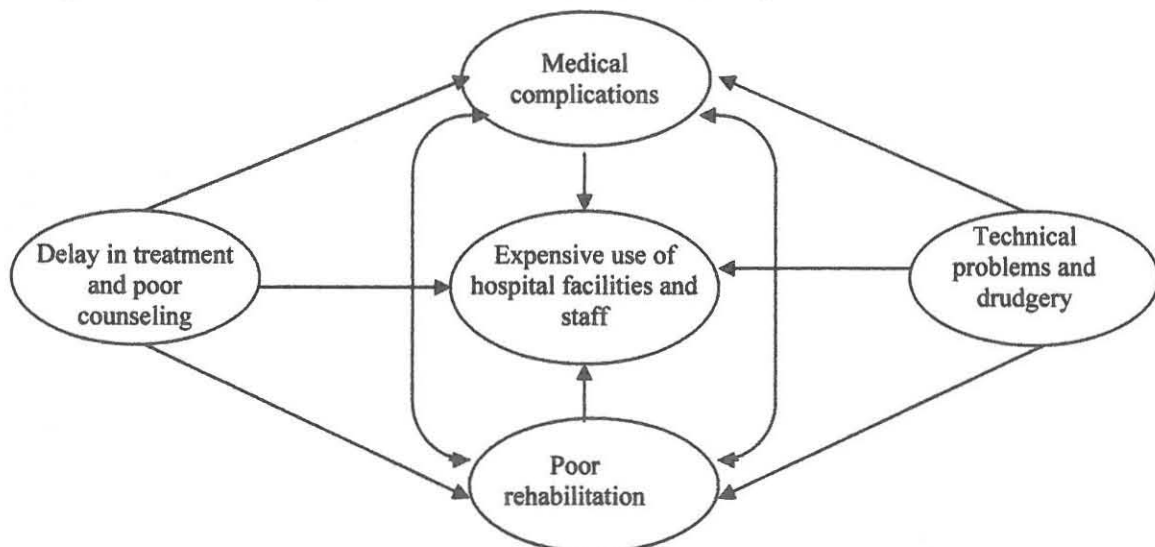 Medical
complications
Delay in treatment
and poor
counseling
Expensive use of
hospital facilities and
staff
Technical
problems and
drudgery
Poor
rehabilitation